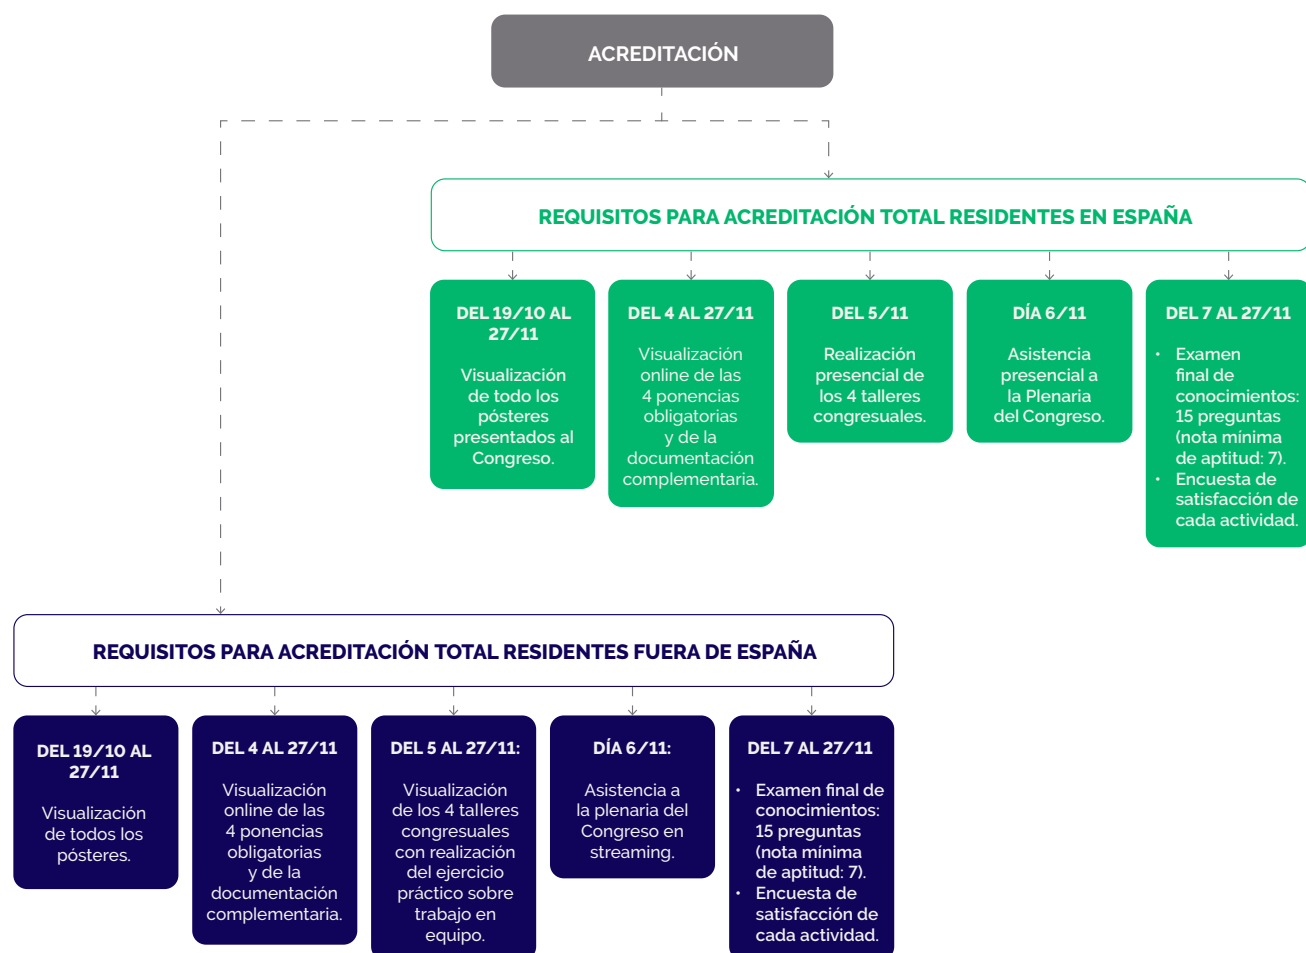 ACREDITACIÓN
REQUISITOS PARA ACREDITACIÓN TOTAL RESIDENTES EN ESPAÑA
DEL 19/10 AL
27/11
Visualización
de todo los
pósteres
presentados al
Congreso.
DEL 4 AL 27/11
Visualización
online de las
4 ponencias
obligatorias
y de la
documentación
complementaria.
DEL 5/11
Realización
presencial de
los 4 talleres
congresuales.
DÍA 6/11
Asistencia
presencial a
la Plenaria
del Congreso.
DEL 7 AL 27/11
• Examen
final de
conocimientos:
15 preguntas
(nota mínima
de aptitud: 7).
• Encuesta de
satisfacción de
cada actividad.
REQUISITOS PARA ACREDITACIÓN TOTAL RESIDENTES FUERA DE ESPAÑA
DEL 19/10 AL
27/11
Visualización
de todos los
pósteres.
DEL 4 AL 27/11
Visualización
online de las
4 ponencias
obligatorias
y de la
documentación
complementaria.
DEL 5 AL 27/11:
Visualización
de los 4 talleres
congresuales
con realización
del ejercicio
práctico sobre
trabajo en
equipo.
DÍA 6/11:
Asistencia a
la plenaria del
Congreso en
streaming.
DEL 7 AL 27/11
• Examen final de
conocimientos:
15 preguntas
(nota mínima
de aptitud: 7).
• Encuesta de
satisfacción de
cada actividad.